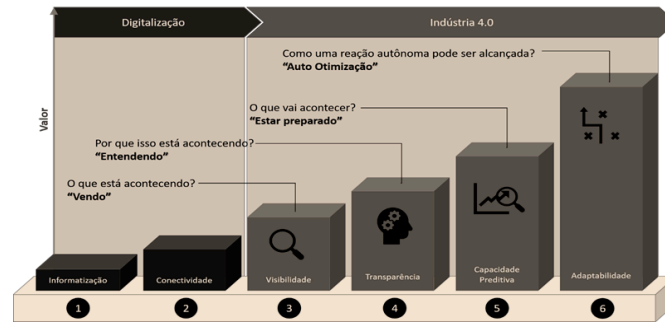 Digitalização
Indústria 4.0
Valor
Como uma reação autônoma pode ser alcançada?
“Auto Otimização”
O que vai acontecer?
“Estar preparado”
Por que isso está acontecendo?
“Entendendo”
O que está acontecendo?
“Vendo”
Informatização
Conectividade
Visibilidade
Transparência
Capacidade
Preditiva
Adaptabilidade
1
2
3
4
5
6